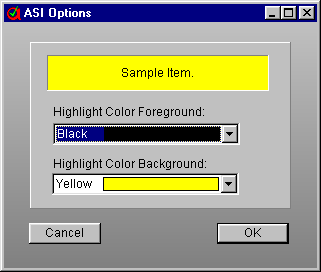 ASI Options
Sample Item.
Highlight Color Foreground:
Black
Highlight Color Background:
Yellow
Cancel
OK